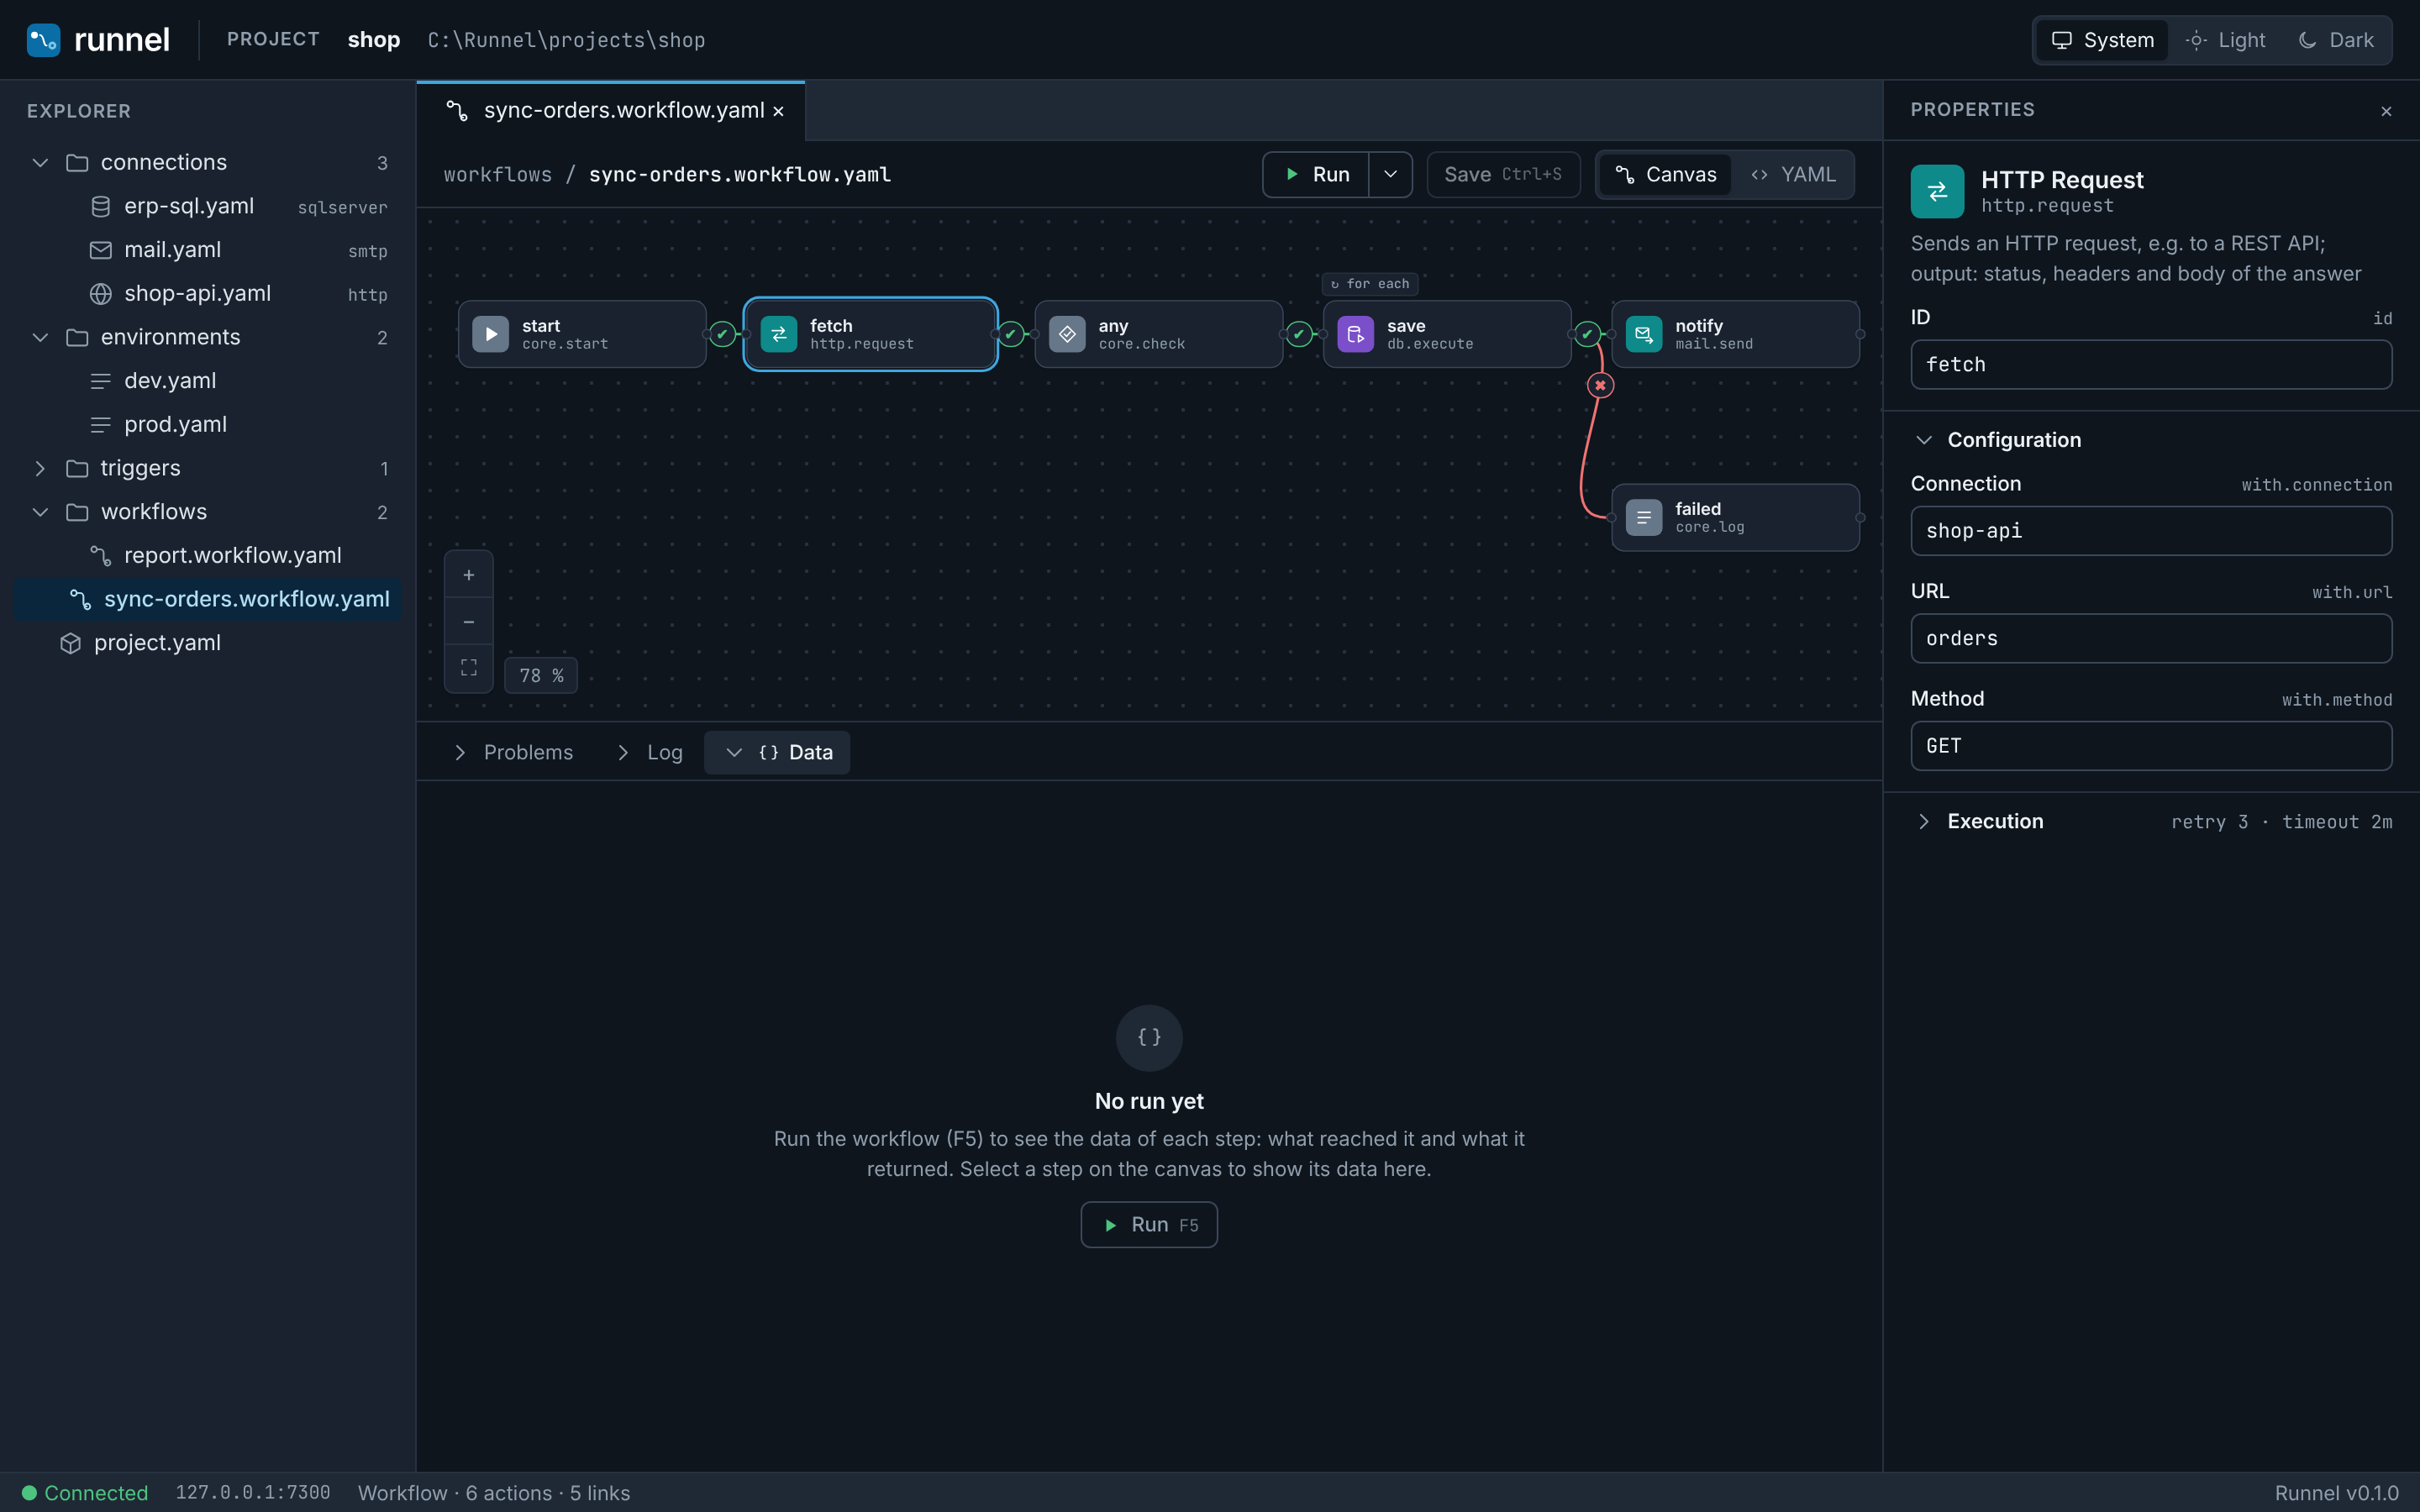 runnel
PROJECT shop C:\Runnel\projects\shop
System Light Dark
EXPLORER
connections 3
erp-sql.yaml sqlserver
mail.yaml smtp
shop-api.yaml http
environments 2
dev.yaml
prod.yaml
triggers 1
workflows 2
report.workflow.yaml
sync-orders.workflow.yaml
project.yaml
sync-orders.workflow.yaml ×
workflows / sync-orders.workflow.yaml
Run Save Ctrl+S Canvas YAML
↻ for each
start
core.start
fetch
http.request
any
core.check
save
db.execute
notify
mail.send
failed
core.log
+
−
78 %
Problems Log {} Data
{}
No run yet
Run the workflow (F5) to see the data of each step: what reached it and what it
returned. Select a step on the canvas to show its data here.
Run F5
PROPERTIES ×
HTTP Request
http.request
Sends an HTTP request, e.g. to a REST API;
output: status, headers and body of the answer
ID id
fetch
Configuration
Connection with.connection
shop-api
URL with.url
orders
Method with.method
GET
Execution retry 3 · timeout 2m
Connected 127.0.0.1:7300 Workflow · 6 actions · 5 links
Runnel v0.1.0